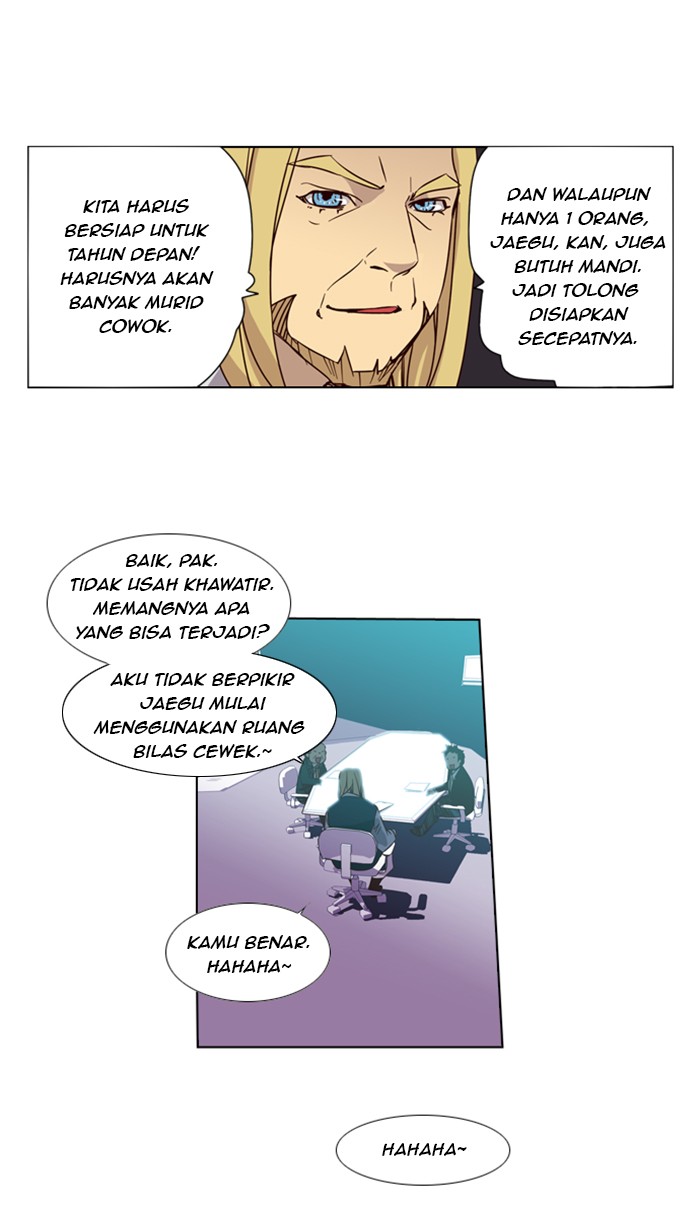 KITA HARUS
BERSIAP UNTUK
TAHUN DEPAN!
HARUSNYA AKAN
BANYAK MURID
COWOK.
DAN WALAUPUN
HANYA 1 ORANG,
JAEGU, KAN, JUGA
BUTUH MANDI.
JADI TOLONG
DISIAPKAN
SECEPATNYA.
BAIK, PAK.
TIDAK USAH KHAWATIR.
MEMANGNYA APA
YANG BISA TERJADI?
AKU TIDAK BERPIKIR
JAEGU MULAI
MENGGUNAKAN RUANG
BILAS CEWEK.~
KAMU BENAR.
HAHAHA~
HAHAHA~